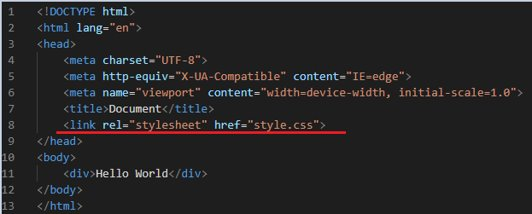 1 <!DOCTYPE html>
2 <html lang="en">
3 <head>
4     <meta charset="UTF-8">
5     <meta http-equiv="X-UA-Compatible" content="IE=edge">
6     <meta name="viewport" content="width=device-width, initial-scale=1.0">
7     <title>Document</title>
8     <link rel="stylesheet" href="style.css">
9 </head>
10 <body>
11     <div>Hello World</div>
12 </body>
13 </html>